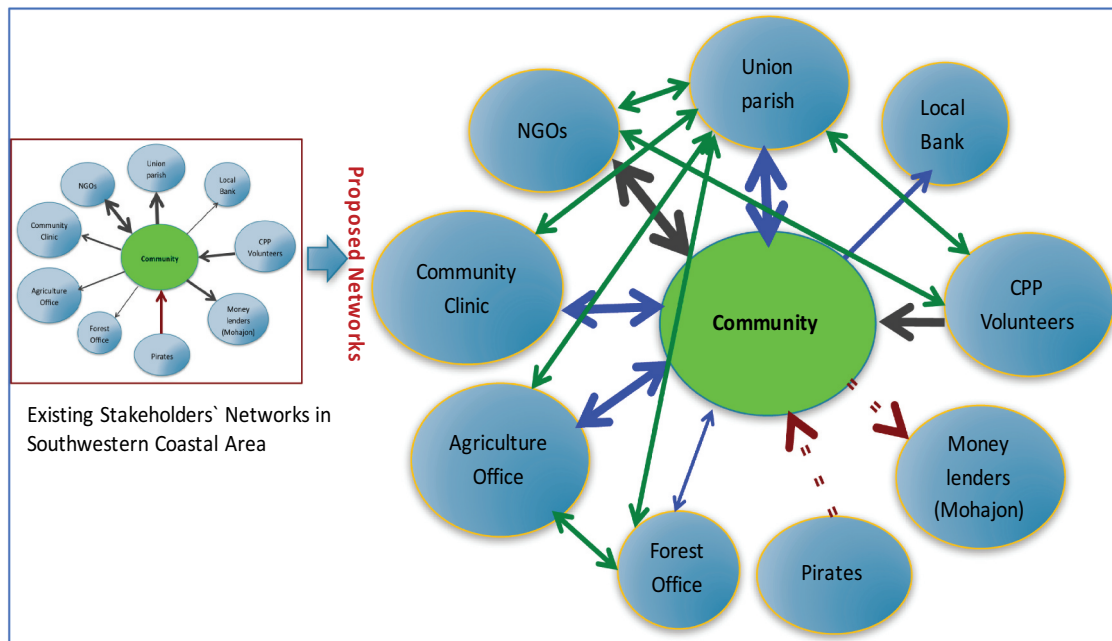 Union
parish
NGOs
Local
Bank
Community
Clinic
Community
CPP
Volunteers
Agriculture
Office
Forest
Office
Pirates
Money
lenders
(Mohajon)
Existing Stakeholders` Networks in
Southwestern Coastal Area
Proposed Networks
Union
parish
NGOs
Local
Bank
Community
Clinic
Community
CPP
Volunteers
Agriculture
Office
Money
lenders
(Mohajon)
Forest
Office
Pirates